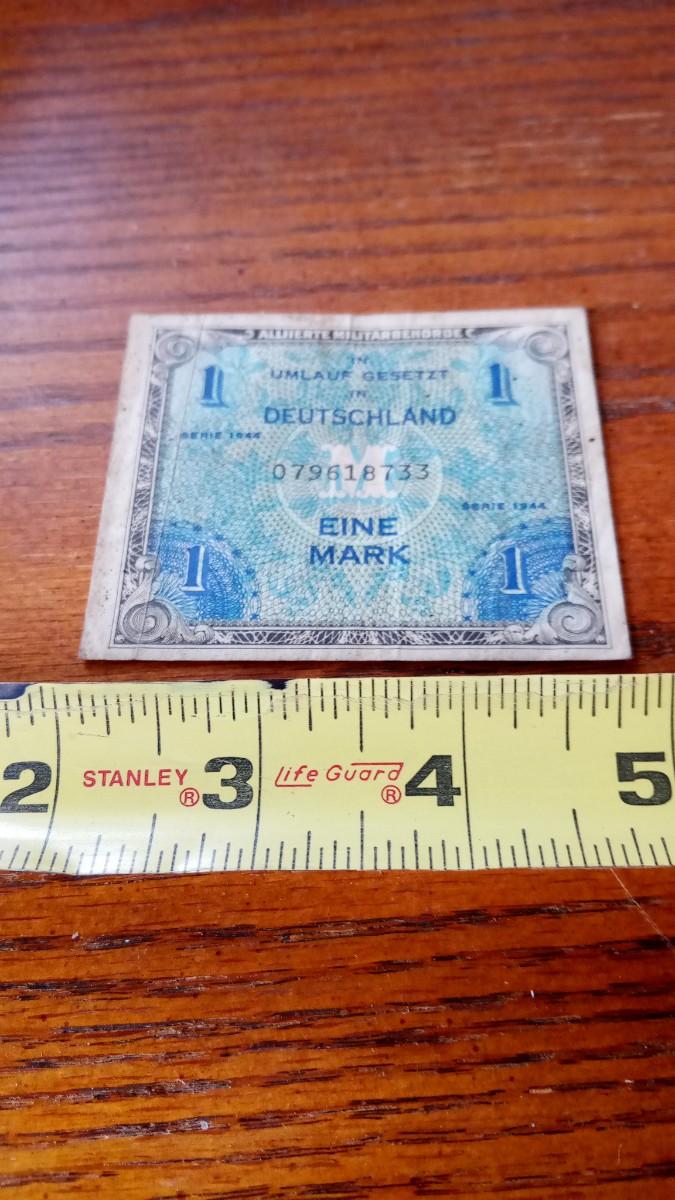 ALLIIERTE MILITÄRBEHÖRDE
IN
UMLAUF GESETZT
IN
1 1
DEUTSCHLAND
SERIE 1944
M
079618733
SERIE 1944
EINE
MARK
1 1
2 STANLEY ® 3 Life Guard ® 4 5